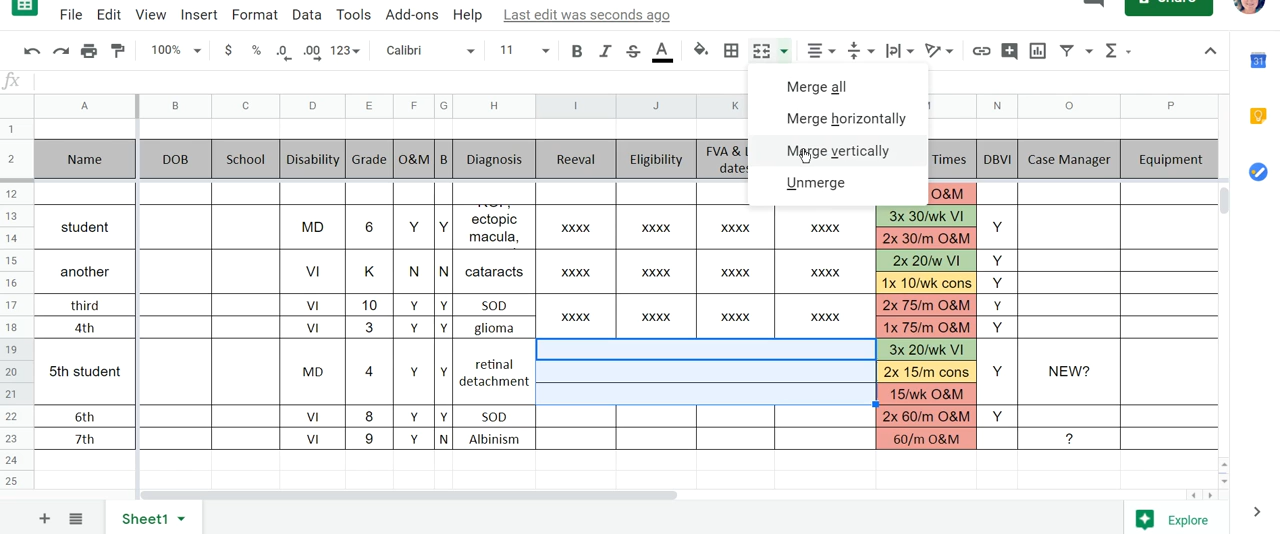 File Edit View Insert Format Data Tools Add-ons Help Last edit was seconds ago
100% $ % .0 .00 123 Calibri 11 B I S A Σ
fx
Merge all
Merge horizontally
Merge vertically
Unmerge
A B C D E F G H I J K N O P
1
2 Name DOB School Disability Grade O&M B Diagnosis Reeval Eligibility FVA & Times DBVI Case Manager Equipment
dates
12 O&M
13 ectopic 3x 30/wk VI
student MD 6 Y Y macula, xxxx xxxx xxxx xxxx Y
14 2x 30/m O&M
15 2x 20/w VI Y
another VI K N N cataracts xxxx xxxx xxxx xxxx
16 1x 10/wk cons Y
17 third VI 10 Y Y SOD 2x 75/m O&M Y
xxxx xxxx xxxx xxxx
18 4th VI 3 Y Y glioma 1x 75/m O&M Y
19 3x 20/wk VI
20 5th student MD 4 Y Y retinal detachment 2x 15/m cons Y NEW?
21 15/wk O&M
22 6th VI 8 Y Y SOD 2x 60/m O&M Y
23 7th VI 9 Y N Albinism 60/m O&M ?
24
25
Sheet1 Explore
31